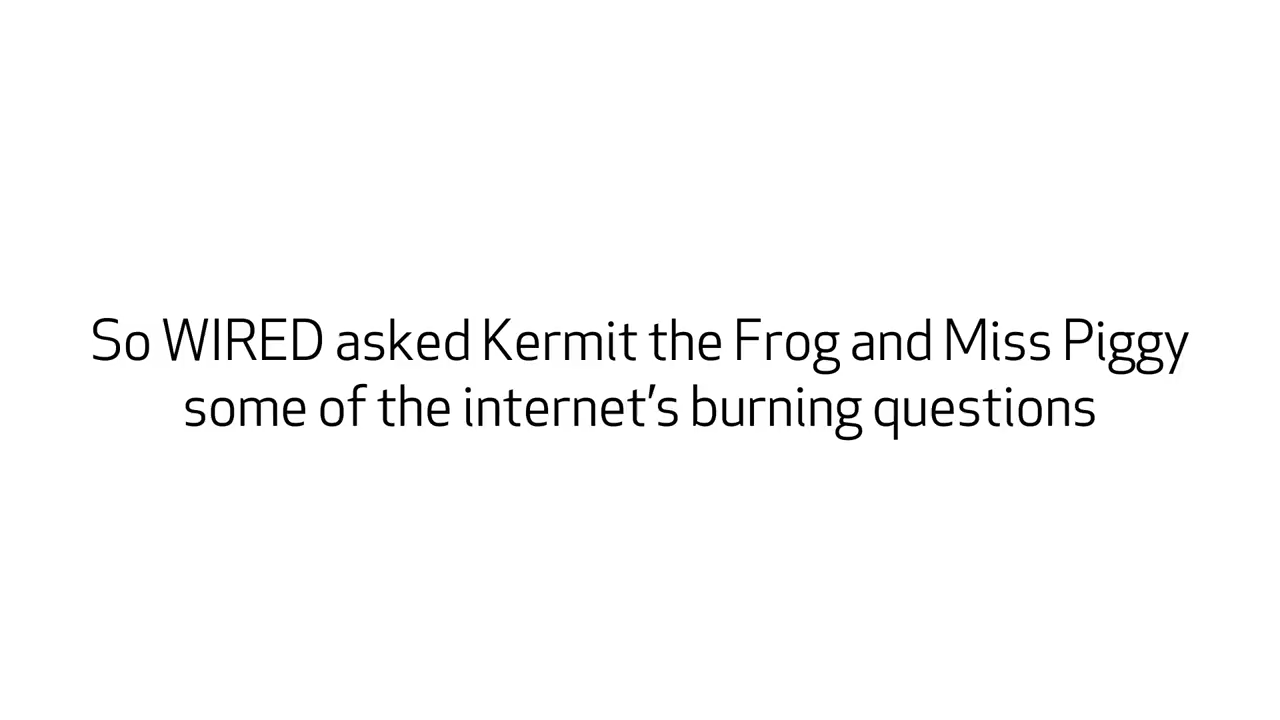 So WIRED asked Kermit the Frog and Miss Piggy
some of the internet's burning questions